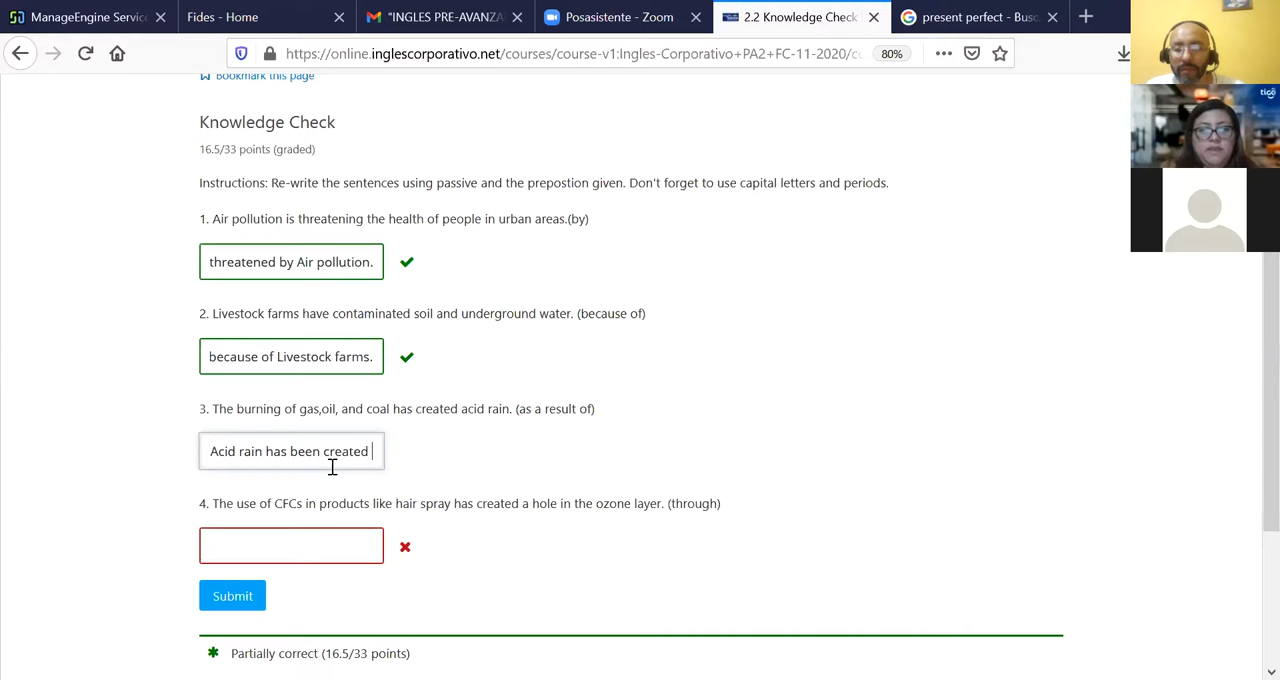 ManageEngine Service
Fides - Home
"INGLES PRE-AVANZA
Posasistente - Zoom
2.2 Knowledge Check
present perfect - Bus
https://online.inglescorporativo.net/courses/course-v1:Ingles-Corporativo+PA2+FC-11-2020/c
80%
tigo
Bookmark this page
Knowledge Check
16.5/33 points (graded)
Instructions: Re-write the sentences using passive and the prepostion given. Don't forget to use capital letters and periods.
1. Air pollution is threatening the health of people in urban areas.(by)
threatened by Air pollution.
2. Livestock farms have contaminated soil and underground water. (because of)
because of Livestock farms.
3. The burning of gas,oil, and coal has created acid rain. (as a result of)
Acid rain has been created
4. The use of CFCs in products like hair spray has created a hole in the ozone layer. (through)
Submit
Partially correct (16.5/33 points)